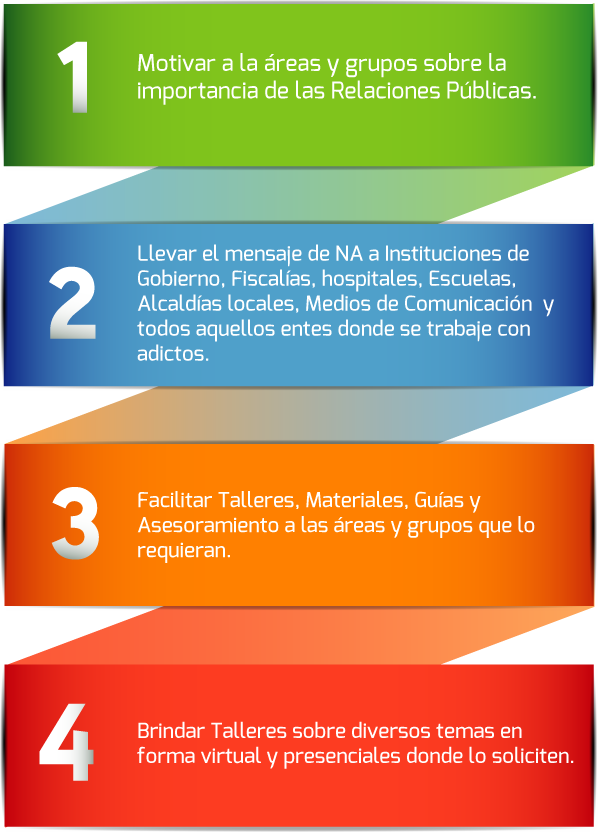 1
Motivar a la áreas y grupos sobre la
importancia de las Relaciones Públicas.
2
Llevar el mensaje de NA a Instituciones de
Gobierno, Fiscalías, hospitales, Escuelas,
Alcaldías locales, Medios de Comunicación y
todos aquellos entes donde se trabaje con
adictos.
3
Facilitar Talleres, Materiales, Guías y
Asesoramiento a las áreas y grupos que lo
requieran.
4
Brindar Talleres sobre diversos temas en
forma virtual y presenciales donde lo soliciten.